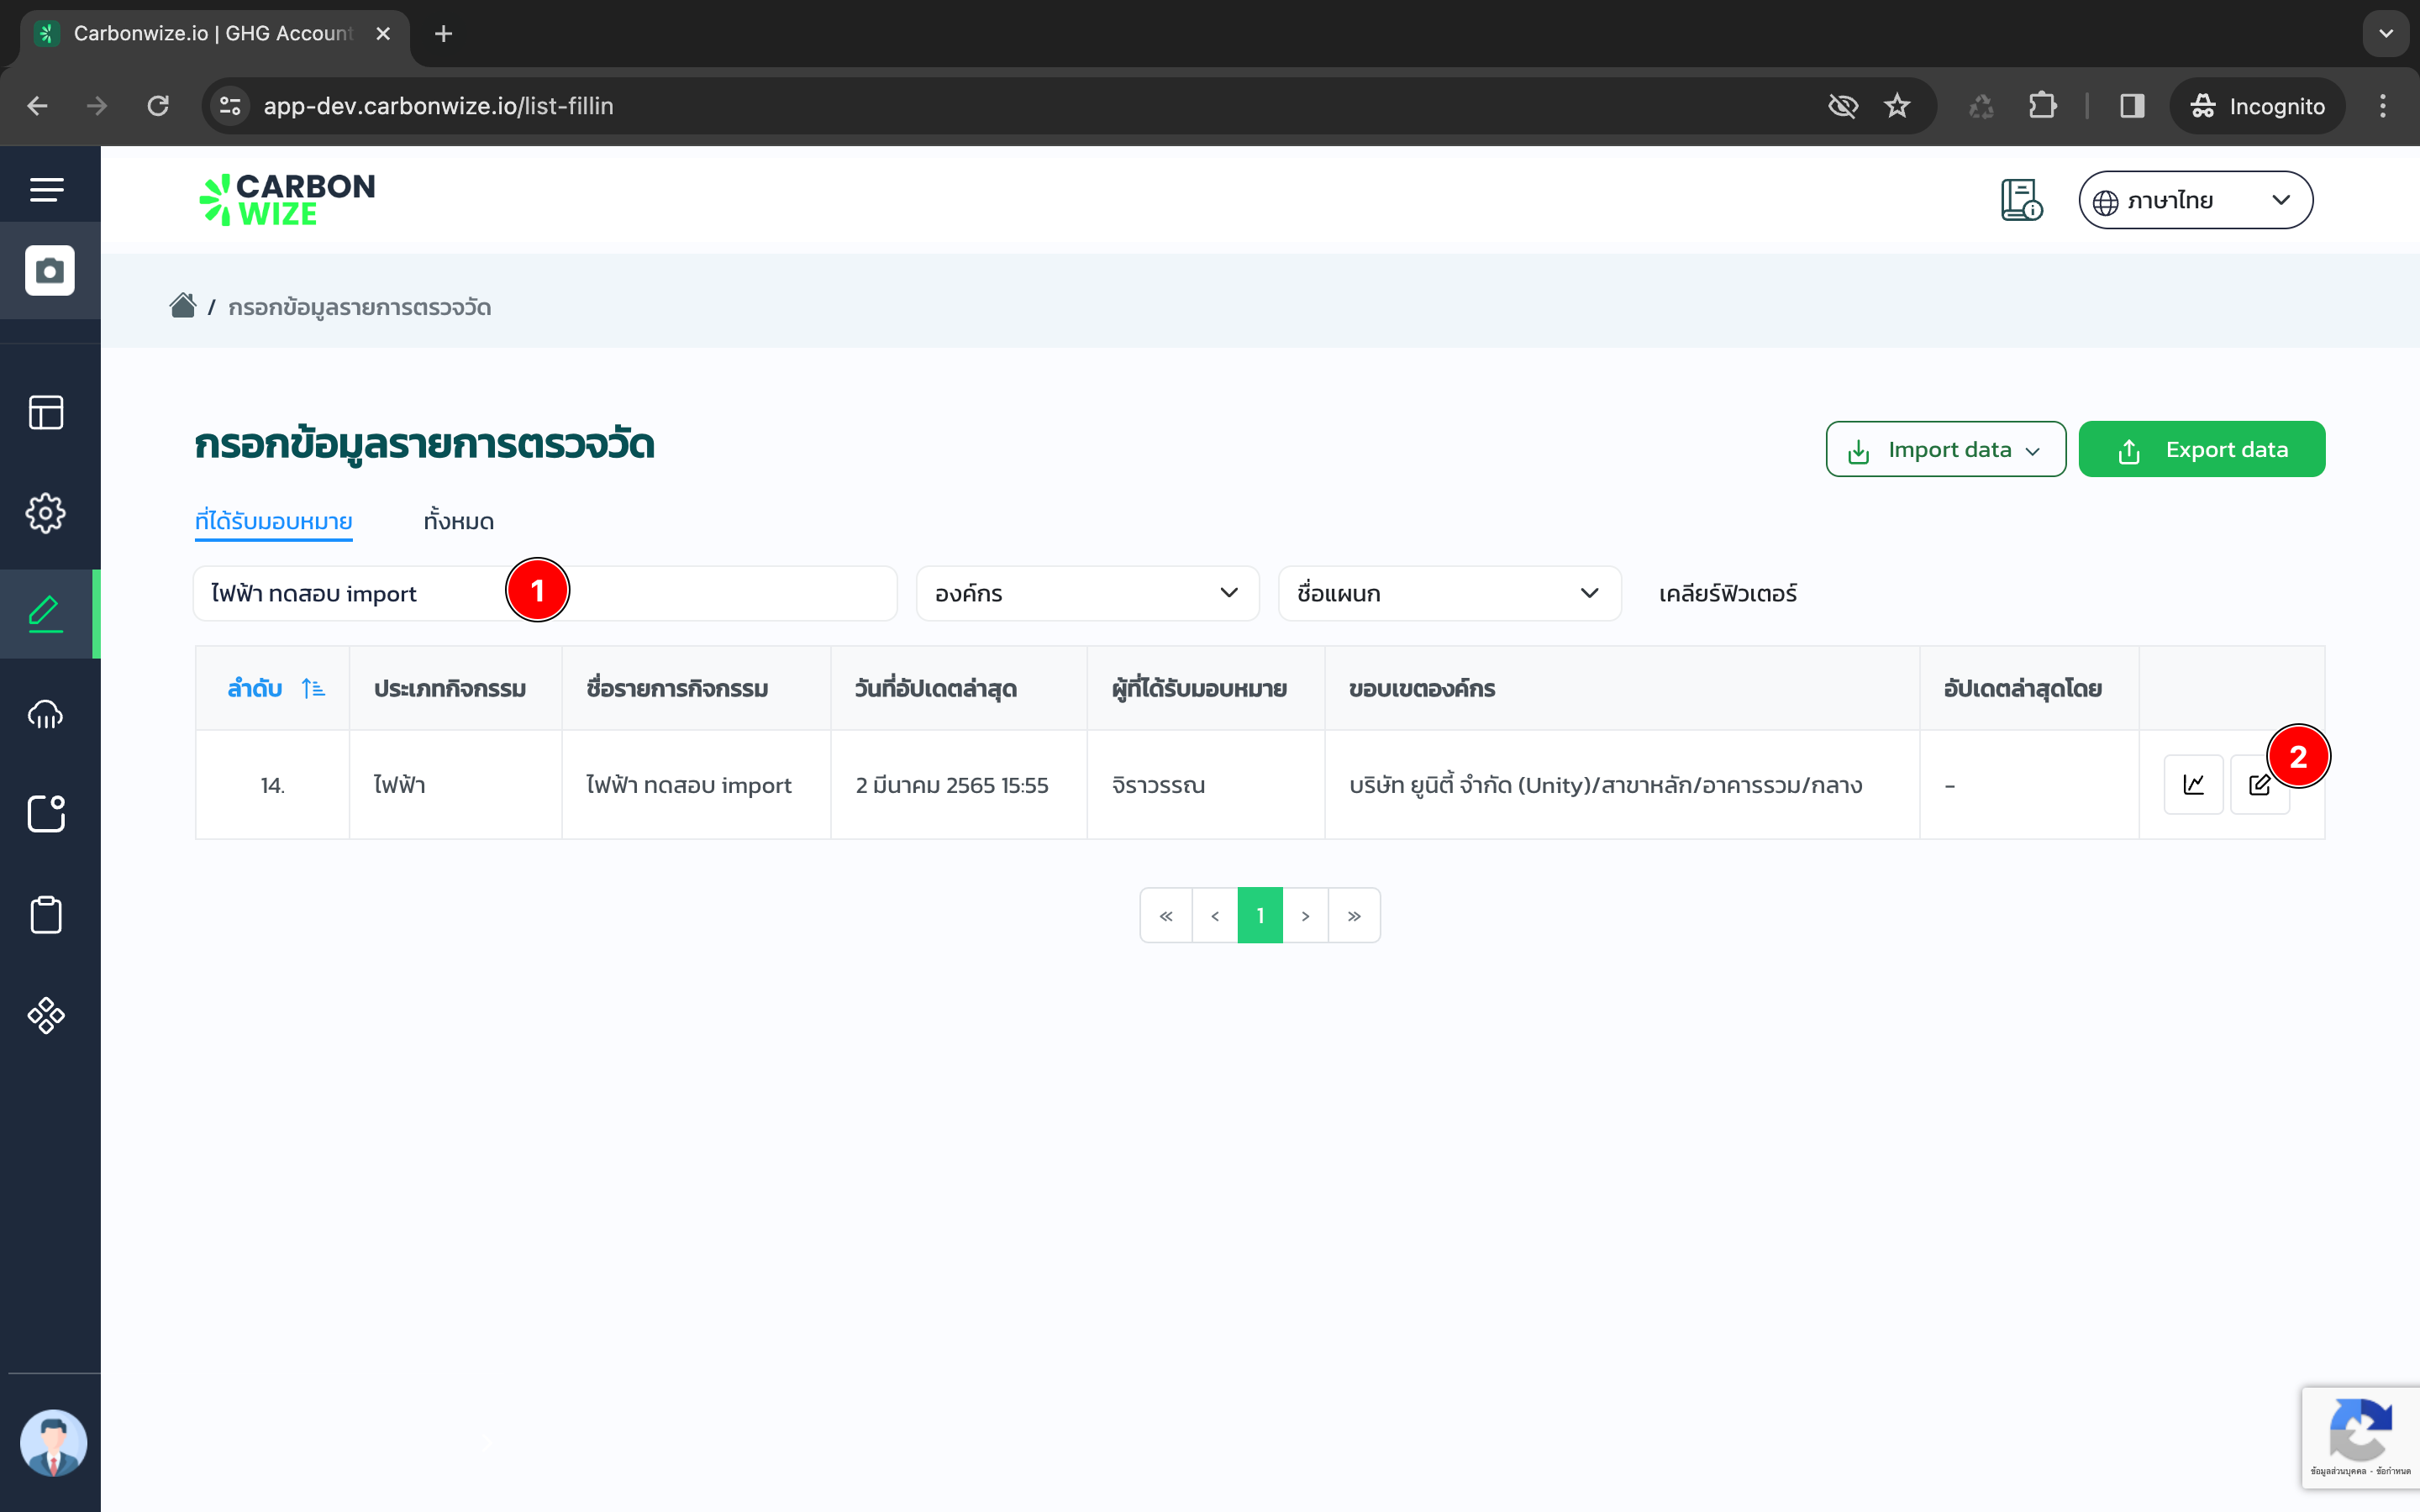 Carbonwize.io | GHG Account
app-dev.carbonwize.io/list-fillin
Incognito
CARBON
WIZE
ภาษาไทย
/ กรอกข้อมูลรายการตรวจวัด
กรอกข้อมูลรายการตรวจวัด
Import data
Export data
ที่ได้รับมอบหมาย ทั้งหมด
ไฟฟ้า ทดสอบ import 1 องค์กร ชื่อแผนก เคลียร์ฟิวเตอร์
ลำดับ ประเภทกิจกรรม ชื่อรายการกิจกรรม วันที่อัปเดตล่าสุด ผู้ที่ได้รับมอบหมาย ขอบเขตองค์กร อัปเดตล่าสุดโดย
2
14. ไฟฟ้า ไฟฟ้า ทดสอบ import 2 มีนาคม 2565 15:55 จิราวรรณ บริษัท ยูนิตี้ จำกัด (Unity)/สาขาหลัก/อาคารรวม/กลาง -
« ‹ 1 › »
ข้อมูลส่วนบุคคล - ข้อกำหนด